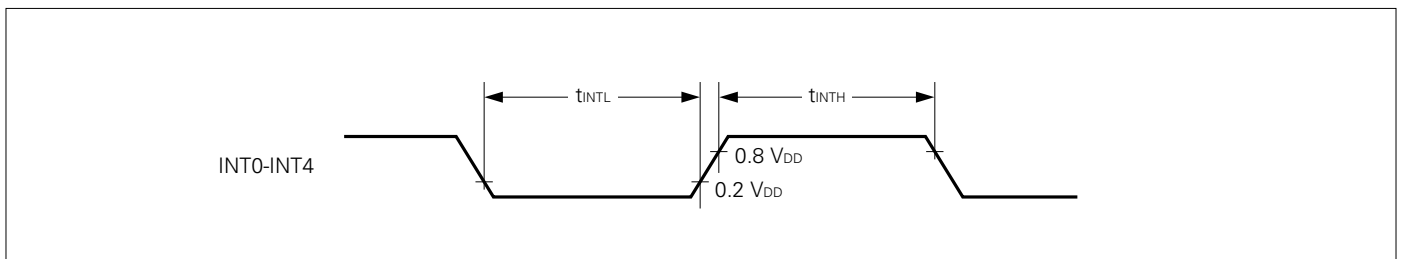 tINTL
tINTH
INT0-INT4
0.8 VDD
0.2 VDD